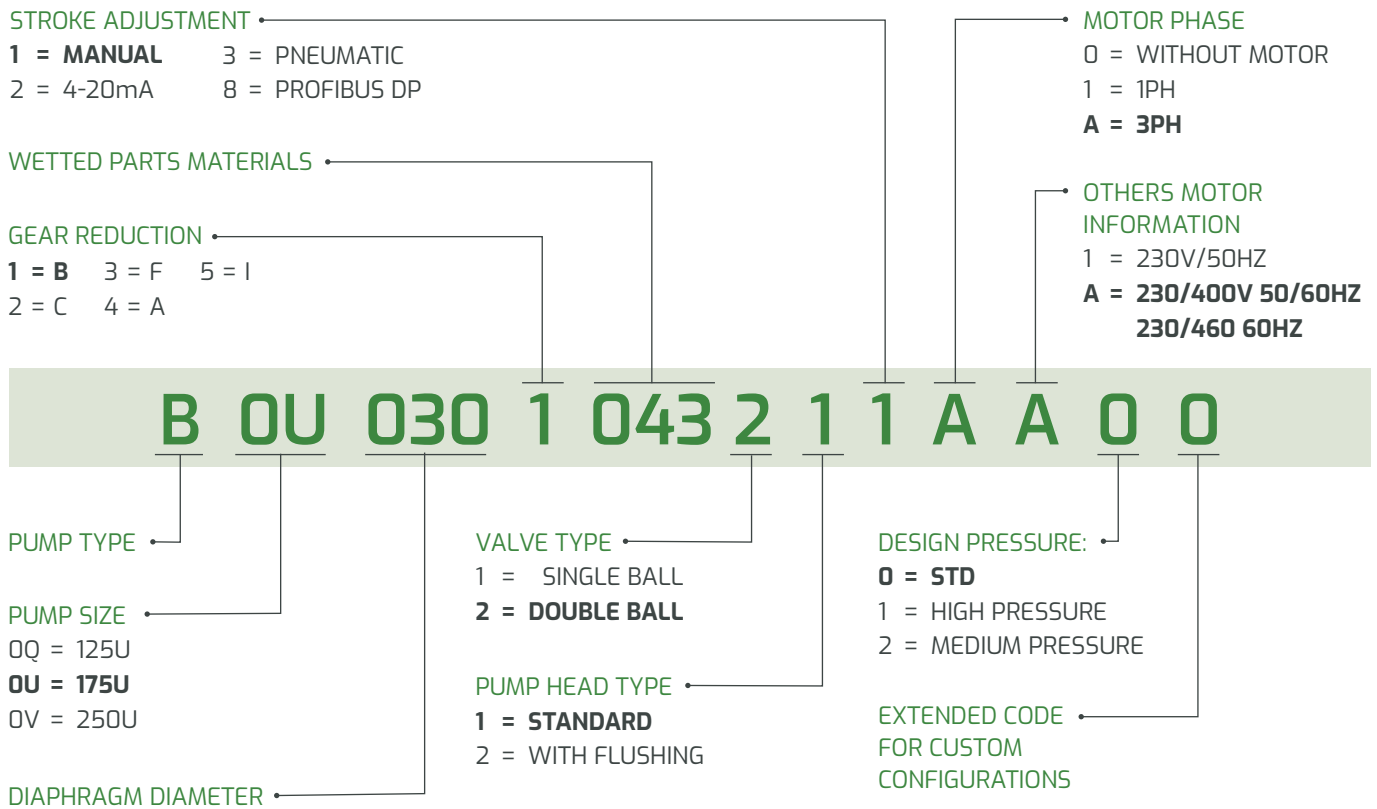 STROKE ADJUSTMENT
1 = MANUAL 3 = PNEUMATIC
2 = 4-20mA 8 = PROFIBUS DP
WETTED PARTS MATERIALS
GEAR REDUCTION
1 = B 3 = F 5 = I
2 = C 4 = A
MOTOR PHASE
0 = WITHOUT MOTOR
1 = 1PH
A = 3PH
OTHERS MOTOR
INFORMATION
1 = 230V/50HZ
A = 230/400V 50/60HZ
230/460 60HZ
B 0U 030 1 043 2 1 1 A A 0 0
PUMP TYPE
PUMP SIZE
0Q = 125U
0U = 175U
0V = 250U
DIAPHRAGM DIAMETER
VALVE TYPE
1 = SINGLE BALL
2 = DOUBLE BALL
PUMP HEAD TYPE
1 = STANDARD
2 = WITH FLUSHING
DESIGN PRESSURE:
0 = STD
1 = HIGH PRESSURE
2 = MEDIUM PRESSURE
EXTENDED CODE
FOR CUSTOM
CONFIGURATIONS